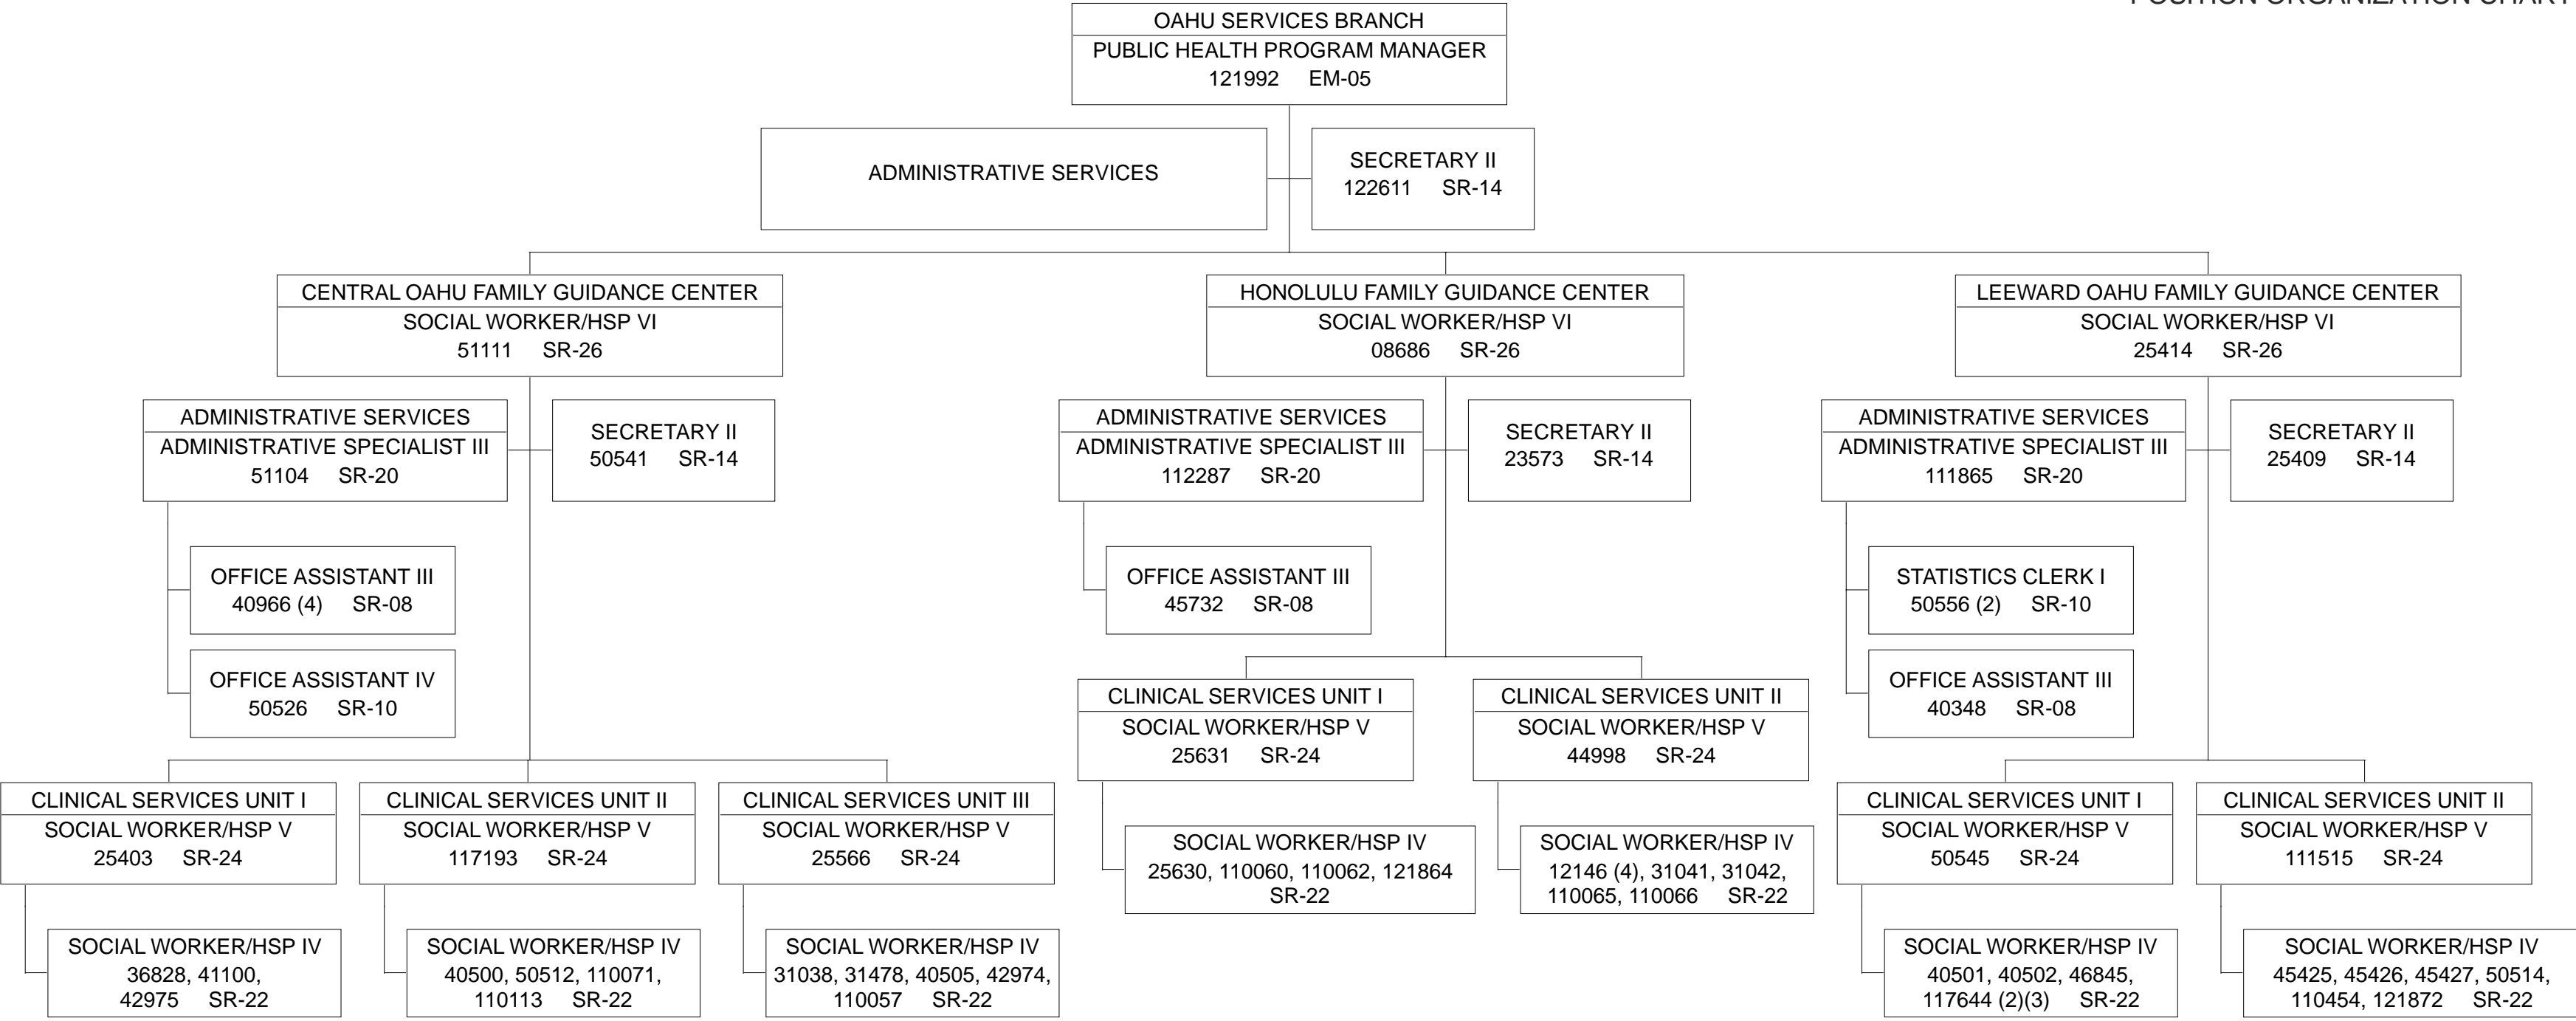 POSITION ORGANIZATION CHART
OAHU SERVICES BRANCH
PUBLIC HEALTH PROGRAM MANAGER
121992 EM-05
ADMINISTRATIVE SERVICES
SECRETARY II
122611 SR-14
CENTRAL OAHU FAMILY GUIDANCE CENTER
SOCIAL WORKER/HSP VI
51111 SR-26
HONOLULU FAMILY GUIDANCE CENTER
SOCIAL WORKER/HSP VI
08686 SR-26
LEEWARD OAHU FAMILY GUIDANCE CENTER
SOCIAL WORKER/HSP VI
25414 SR-26
ADMINISTRATIVE SERVICES
ADMINISTRATIVE SPECIALIST III
51104 SR-20
SECRETARY II
50541 SR-14
ADMINISTRATIVE SERVICES
ADMINISTRATIVE SPECIALIST III
112287 SR-20
SECRETARY II
23573 SR-14
ADMINISTRATIVE SERVICES
ADMINISTRATIVE SPECIALIST III
111865 SR-20
SECRETARY II
25409 SR-14
OFFICE ASSISTANT III
40966 (4) SR-08
OFFICE ASSISTANT IV
50526 SR-10
OFFICE ASSISTANT III
45732 SR-08
STATISTICS CLERK I
50556 (2) SR-10
OFFICE ASSISTANT III
40348 SR-08
CLINICAL SERVICES UNIT I
SOCIAL WORKER/HSP V
25631 SR-24
CLINICAL SERVICES UNIT II
SOCIAL WORKER/HSP V
44998 SR-24
CLINICAL SERVICES UNIT I
SOCIAL WORKER/HSP V
25403 SR-24
CLINICAL SERVICES UNIT II
SOCIAL WORKER/HSP V
117193 SR-24
CLINICAL SERVICES UNIT III
SOCIAL WORKER/HSP V
25566 SR-24
SOCIAL WORKER/HSP IV
25630, 110060, 110062, 121864
SR-22
SOCIAL WORKER/HSP IV
12146 (4), 31041, 31042,
110065, 110066 SR-22
CLINICAL SERVICES UNIT I
SOCIAL WORKER/HSP V
50545 SR-24
CLINICAL SERVICES UNIT II
SOCIAL WORKER/HSP V
111515 SR-24
SOCIAL WORKER/HSP IV
36828, 41100,
42975 SR-22
SOCIAL WORKER/HSP IV
40500, 50512, 110071,
110113 SR-22
SOCIAL WORKER/HSP IV
31038, 31478, 40505, 42974,
110057 SR-22
SOCIAL WORKER/HSP IV
40501, 40502, 46845,
117644 (2)(3) SR-22
SOCIAL WORKER/HSP IV
45425, 45426, 45427, 50514,
110454, 121872 SR-22